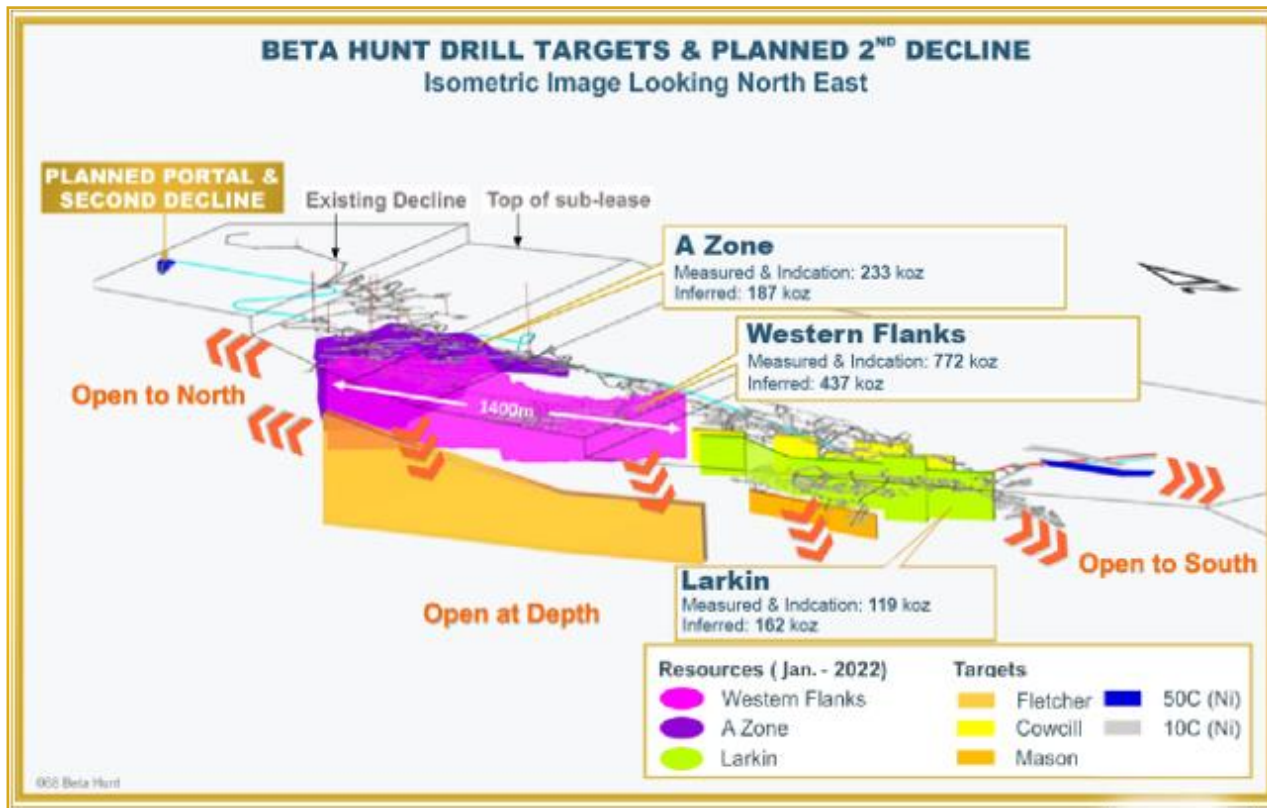 BETA HUNT DRILL TARGETS & PLANNED 2ND DECLINE
Isometric Image Looking North East
PLANNED PORTAL &
SECOND DECLINE
Existing Decline
Top of sub-lease
A Zone
Measured & Indcation: 233 koz
Inferred: 187 koz
Western Flanks
Measured & Indcation: 772 koz
Inferred: 437 koz
Open to North
1400m
Open to South
Larkin
Measured & Indcation: 119 koz
Inferred: 162 koz
Open at Depth
Resources ( Jan. - 2022)
Western Flanks
A Zone
Larkin
Targets
Fletcher
Cowcill
Mason
50C (Ni)
10C (Ni)
Beta Hunt